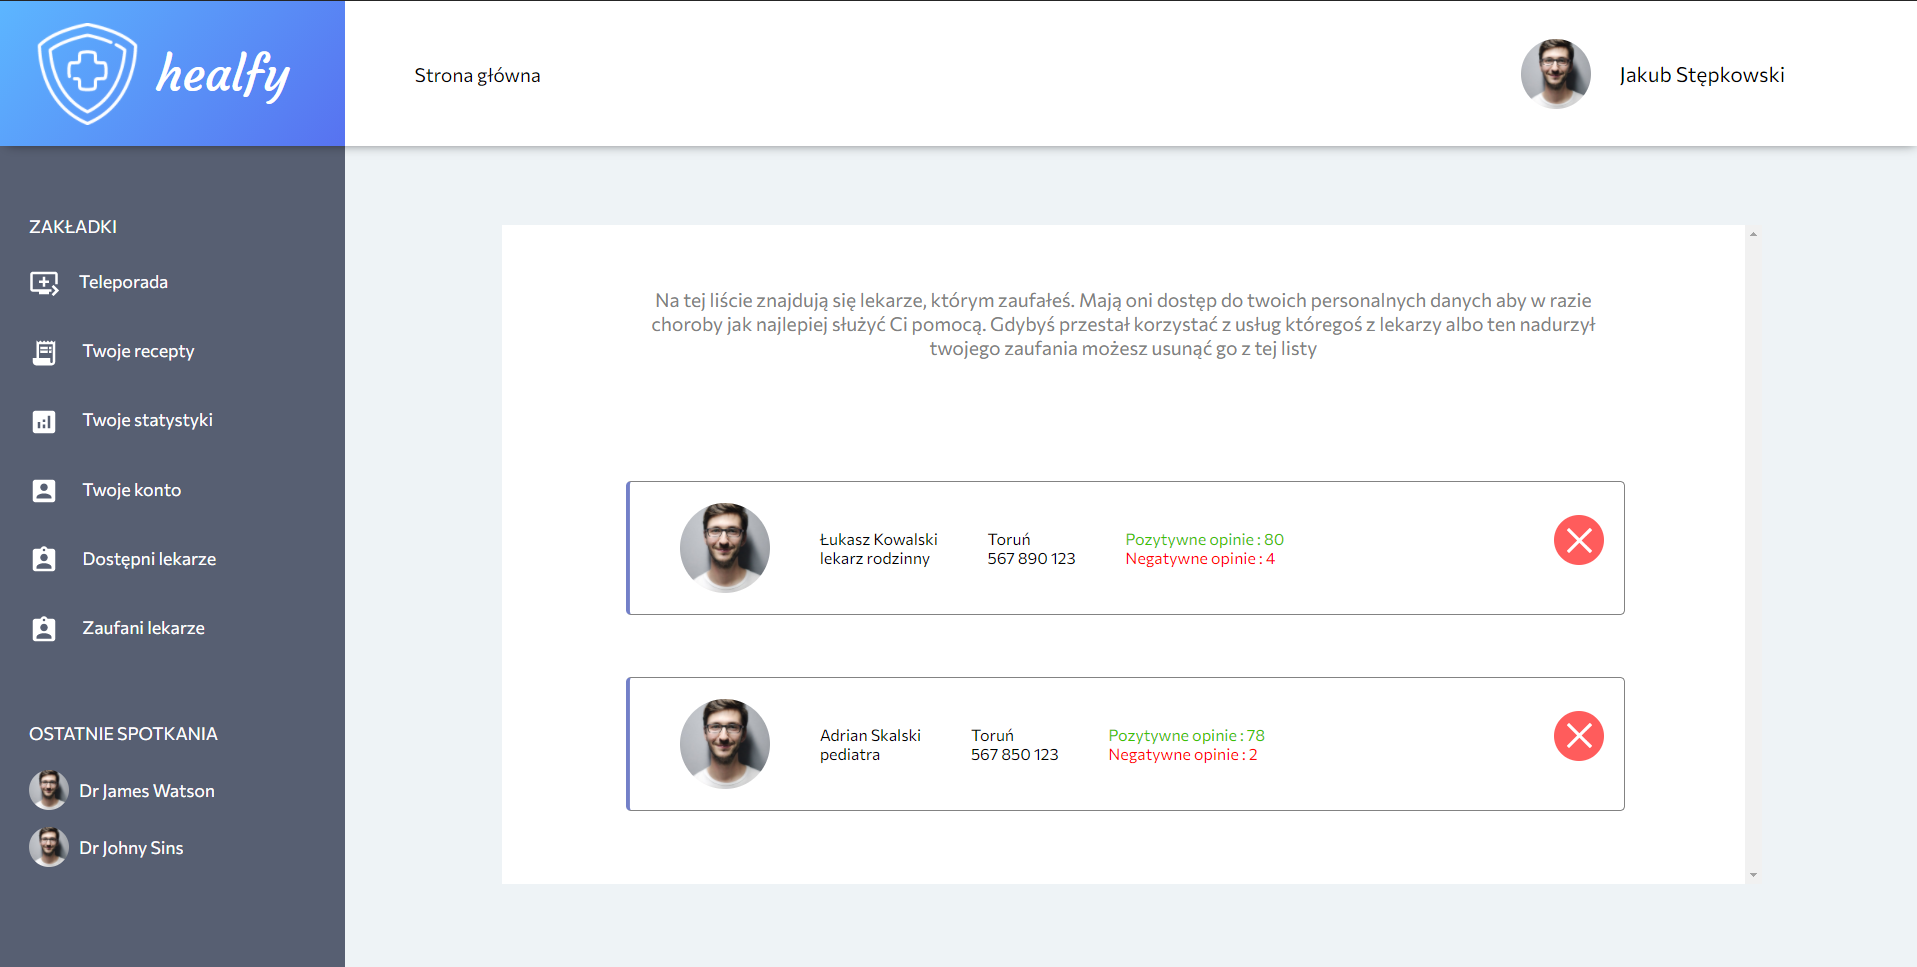 healfy
Strona główna
Jakub Stępkowski
ZAKŁADKI
Teleporada
Twoje recepty
Twoje statystyki
Twoje konto
Dostępni lekarze
Zaufani lekarze
OSTATNIE SPOTKANIA
Dr James Watson
Dr Johny Sins
Na tej liście znajdują się lekarze, którym zaufałeś. Mają oni dostęp do twoich personalnych danych aby w razie
choroby jak najlepiej służyć Ci pomocą. Gdybyś przestał korzystać z usług któregoś z lekarzy albo ten nadurzył
twojego zaufania możesz usunąć go z tej listy
Łukasz Kowalski Toruń Pozytywne opinie : 80
lekarz rodzinny 567 890 123 Negatywne opinie : 4
Adrian Skalski Toruń Pozytywne opinie : 78
pediatra 567 850 123 Negatywne opinie : 2